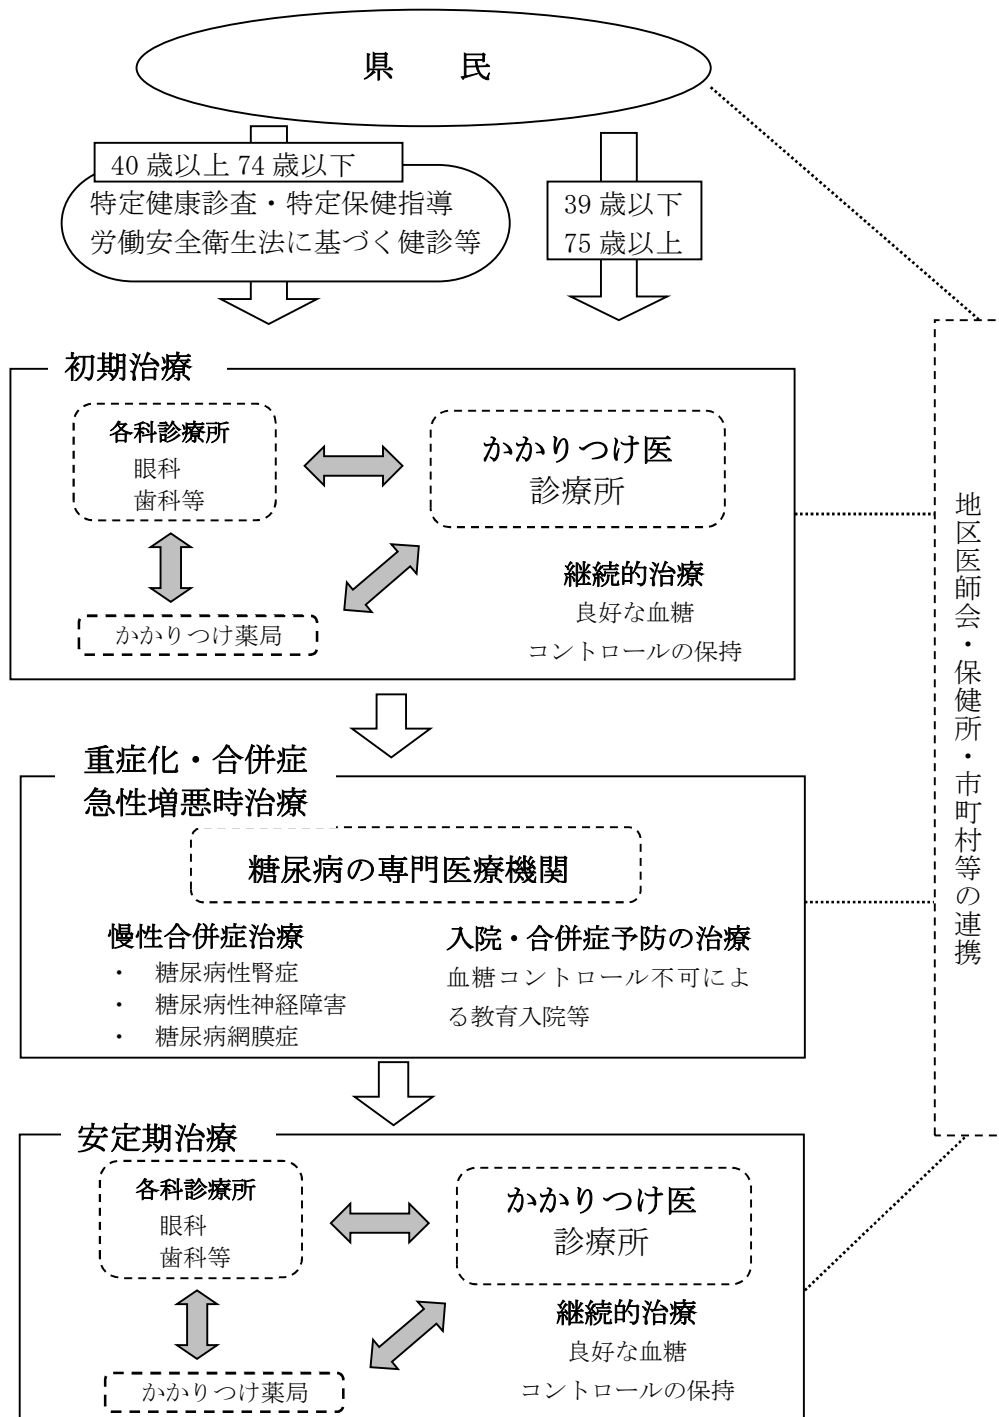 県　　民
40 歳以上 74 歳以下
特定健康診査・特定保健指導
労働安全衛生法に基づく健診等
39 歳以下
75 歳以上
初期治療
各科診療所
眼科
歯科等
かかりつけ医
診療所
かかりつけ薬局
継続的治療
良好な血糖
コントロールの保持
重症化・合併症
急性増悪時治療
糖尿病の専門医療機関
慢性合併症治療
・　糖尿病性腎症
・　糖尿病性神経障害
・　糖尿病網膜症
入院・合併症予防の治療
血糖コントロール不可によ
る教育入院等
安定期治療
各科診療所
眼科
歯科等
かかりつけ医
診療所
かかりつけ薬局
継続的治療
良好な血糖
コントロールの保持
地区医師会・保健所・市町村等の連携